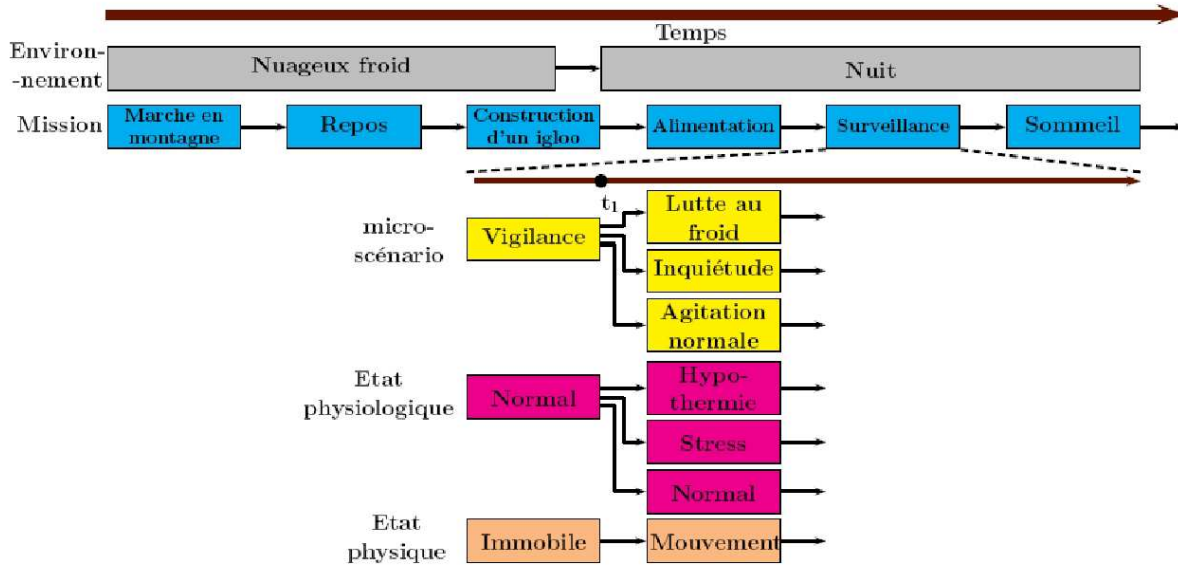 Temps
Environ-
-nement
Nuageux froid
Nuit
Mission
Marche en
montagne
Repos
Construction
d'un igloo
Alimentation
Surveillance
Sommeil
t1
micro-
scénario
Vigilance
Lutte au
froid
Inquiétude
Agitation
normale
Etat
physiologique
Normal
Hypo-
thermie
Stress
Normal
Etat
physique
Immobile
Mouvement